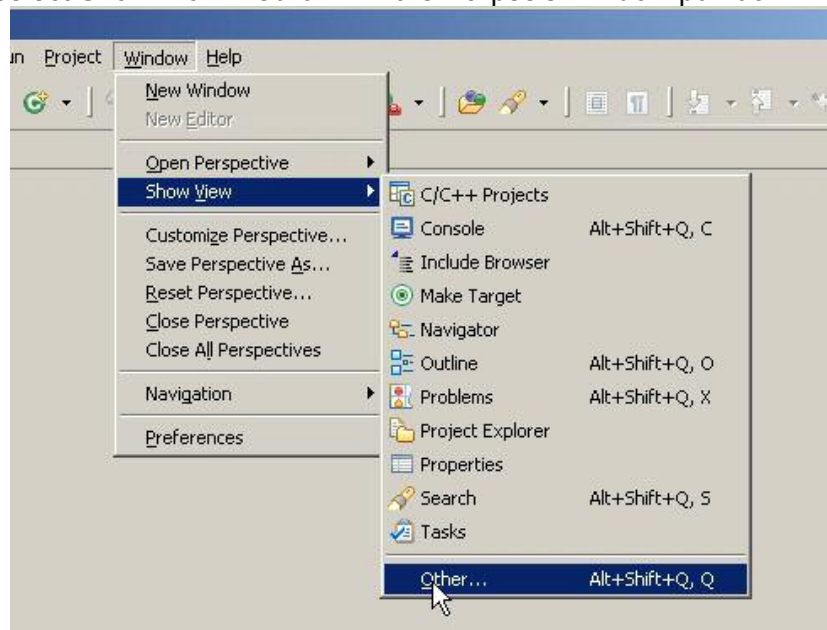 Project Window Help
New Window
New Editor
Open Perspective
Show View
C/C++ Projects
Console Alt+Shift+Q, C
Customize Perspective...
Include Browser
Save Perspective As...
Make Target
Reset Perspective...
Navigator
Close Perspective
Close All Perspectives
Outline Alt+Shift+Q, O
Navigation
Problems Alt+Shift+Q, X
Preferences
Project Explorer
Properties
Search Alt+Shift+Q, S
Tasks
Other... Alt+Shift+Q, Q